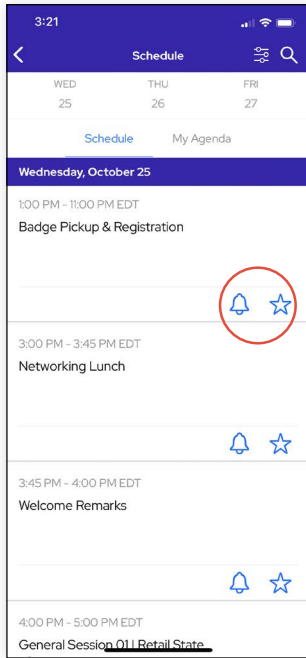 3:21
Schedule
WED THU FRI
25 26 27
Schedule My Agenda
Wednesday, October 25
1:00 PM - 11:00 PM EDT
Badge Pickup & Registration
3:00 PM - 3:45 PM EDT
Networking Lunch
3:45 PM - 4:00 PM EDT
Welcome Remarks
4:00 PM - 5:00 PM EDT
General Session 01 | Retail State